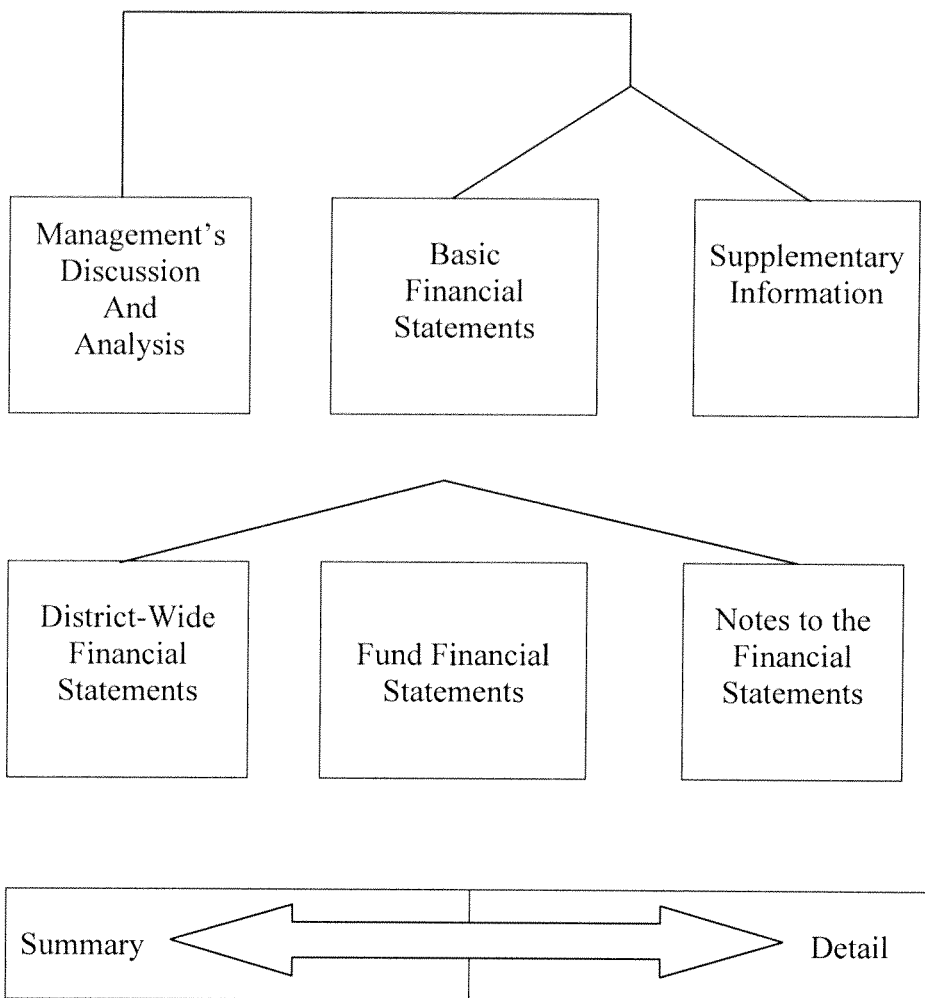 Management's
Discussion
And
Analysis
Basic
Financial
Statements
Supplementary
Information
District-Wide
Financial
Statements
Fund Financial
Statements
Notes to the
Financial
Statements
Summary
Detail